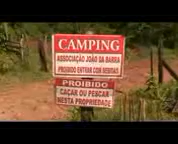 CAMPING
ASSOCIAÇÃO JOÃO DA BARRA
PROIBIDO ENTRAR COM BEBIDAS
PROIBIDO
CAÇAR OU PESCAR
NESTA PROPRIEDADE